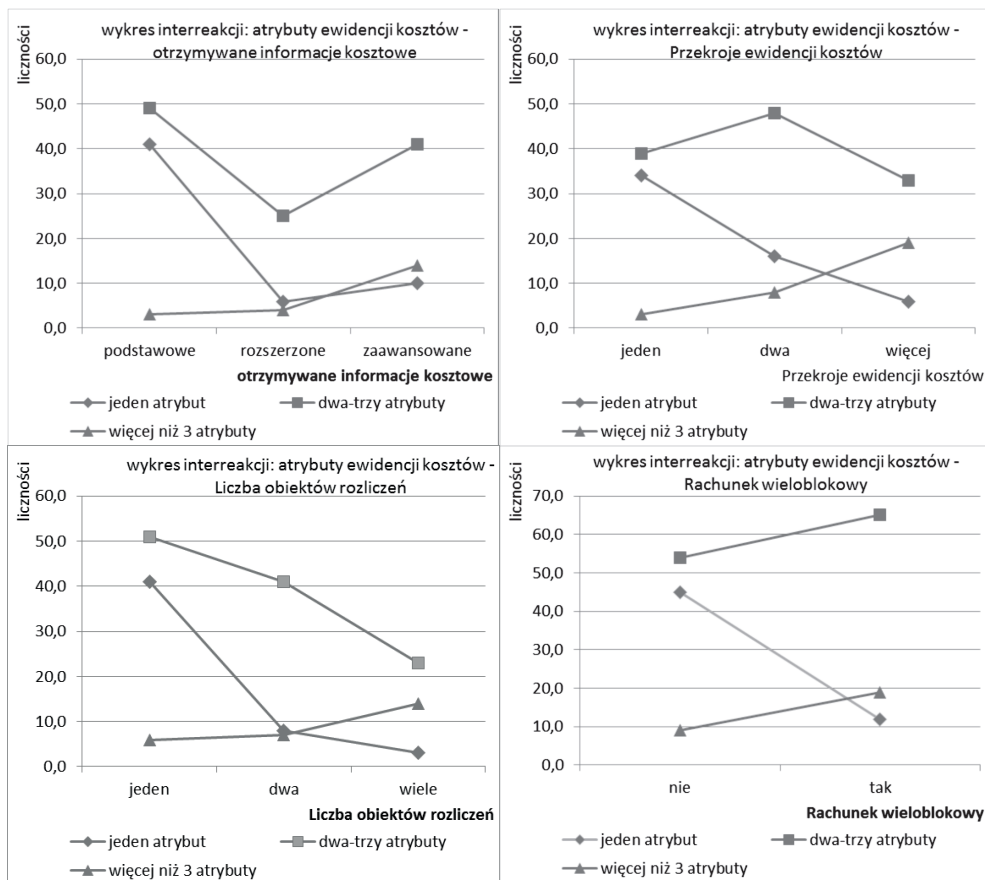 wykres interreakcji: atrybuty ewidencji kosztów -
otrzymywane informacje kosztowe
liczności
60,0
50,0
40,0
30,0
20,0
10,0
0,0
podstawowe rozszerzone zaawansowane
otrzymywane informacje kosztowe
jeden atrybut dwa-trzy atrybuty
więcej niż 3 atrybuty
wykres interreakcji: atrybuty ewidencji kosztów -
Przekroje ewidencji kosztów
liczności
60,0
50,0
40,0
30,0
20,0
10,0
0,0
jeden dwa więcej
Przekroje ewidencji kosztów
jeden atrybut dwa-trzy atrybuty
więcej niż 3 atrybuty
wykres interreakcji: atrybuty ewidencji kosztów -
Liczba obiektów rozliczeń
liczności
60,0
50,0
40,0
30,0
20,0
10,0
0,0
jeden dwa wiele
Liczba obiektów rozliczeń
jeden atrybut dwa-trzy atrybuty
więcej niż 3 atrybuty
wykres interreakcji: atrybuty ewidencji kosztów -
Rachunek wieloblokowy
liczności
70,0
60,0
50,0
40,0
30,0
20,0
10,0
0,0
nie tak
Rachunek wieloblokowy
jeden atrybut dwa-trzy atrybuty
więcej niż 3 atrybuty